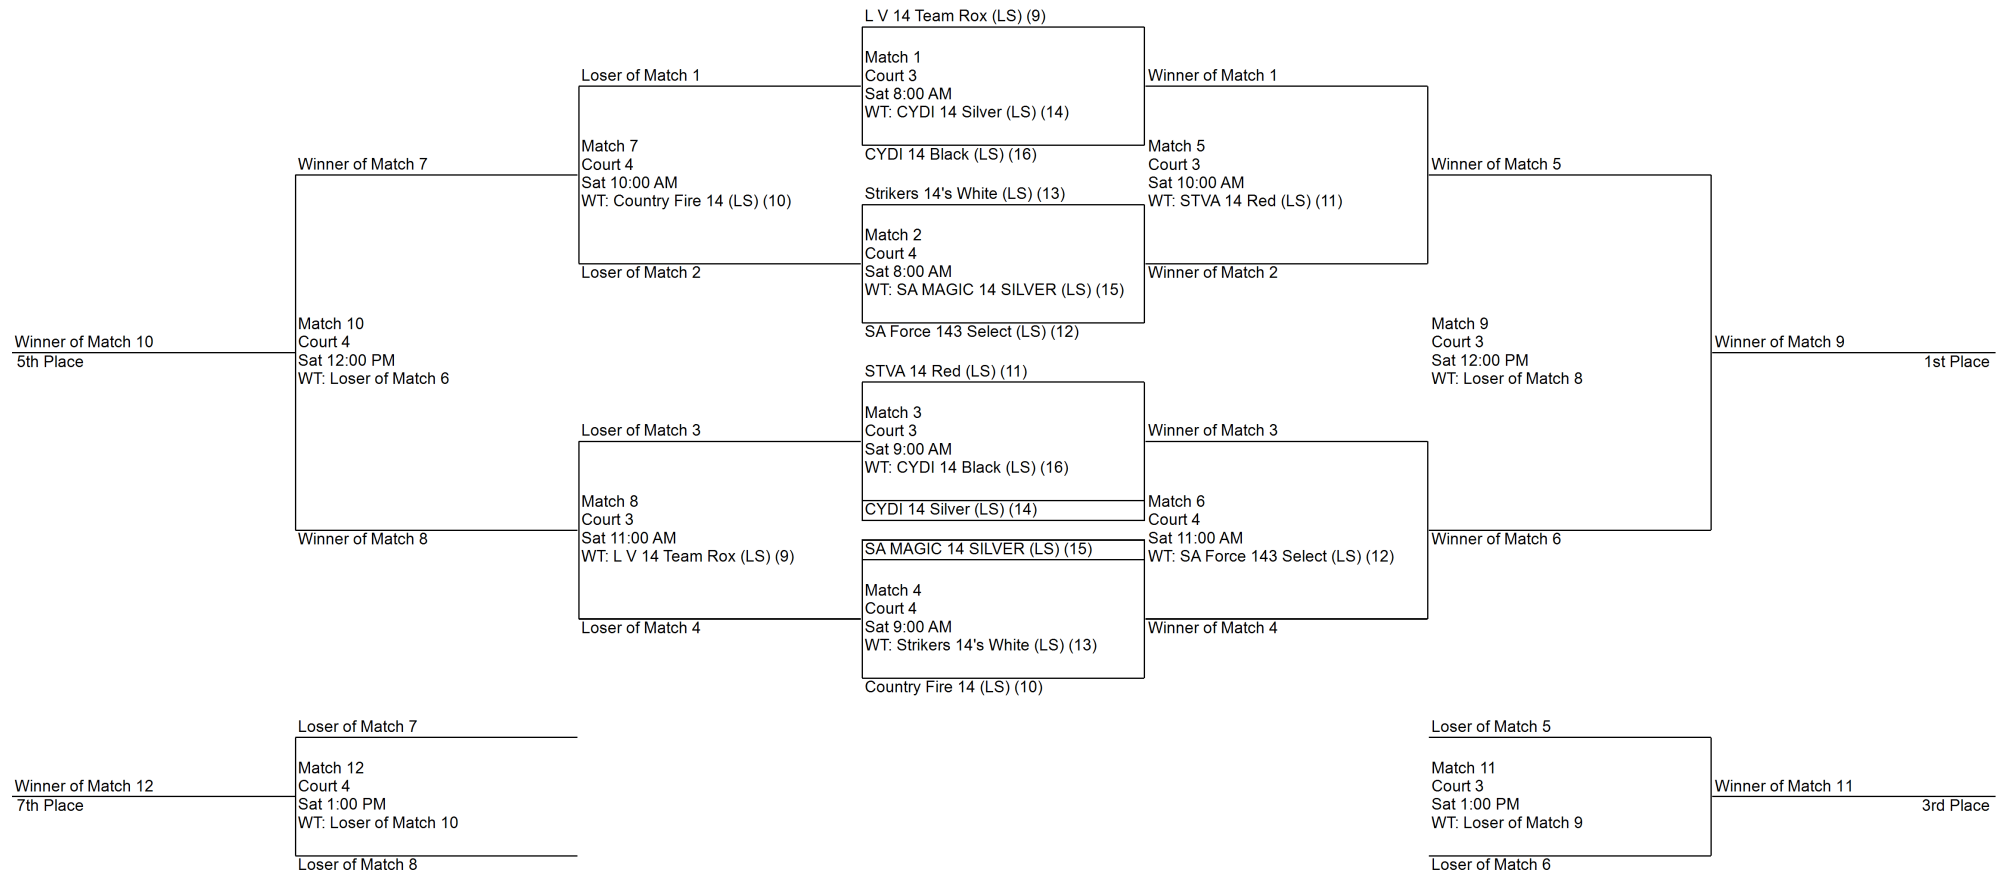 L V 14 Team Rox (LS) (9)
Match 1
Court 3
Sat 8:00 AM
WT: CYDI 14 Silver (LS) (14)
CYDI 14 Black (LS) (16)
Strikers 14's White (LS) (13)
Match 2
Court 4
Sat 8:00 AM
WT: SA MAGIC 14 SILVER (LS) (15)
SA Force 143 Select (LS) (12)
STVA 14 Red (LS) (11)
Match 3
Court 3
Sat 9:00 AM
WT: CYDI 14 Black (LS) (16)
CYDI 14 Silver (LS) (14)
SA MAGIC 14 SILVER (LS) (15)
Match 4
Court 4
Sat 9:00 AM
WT: Strikers 14's White (LS) (13)
Country Fire 14 (LS) (10)
Loser of Match 1
Match 7
Court 4
Sat 10:00 AM
WT: Country Fire 14 (LS) (10)
Loser of Match 2
Loser of Match 3
Match 8
Court 3
Sat 11:00 AM
WT: L V 14 Team Rox (LS) (9)
Loser of Match 4
Winner of Match 7
Match 10
Court 4
Sat 12:00 PM
WT: Loser of Match 6
Winner of Match 8
Winner of Match 10
5th Place
Winner of Match 1
Match 5
Court 3
Sat 10:00 AM
WT: STVA 14 Red (LS) (11)
Winner of Match 2
Winner of Match 3
Match 6
Court 4
Sat 11:00 AM
WT: SA Force 143 Select (LS) (12)
Winner of Match 4
Winner of Match 5
Match 9
Court 3
Sat 12:00 PM
WT: Loser of Match 8
Winner of Match 6
Winner of Match 9
1st Place
Loser of Match 7
Match 12
Court 4
Sat 1:00 PM
WT: Loser of Match 10
Loser of Match 8
Winner of Match 12
7th Place
Loser of Match 5
Match 11
Court 3
Sat 1:00 PM
WT: Loser of Match 9
Loser of Match 6
Winner of Match 11
3rd Place